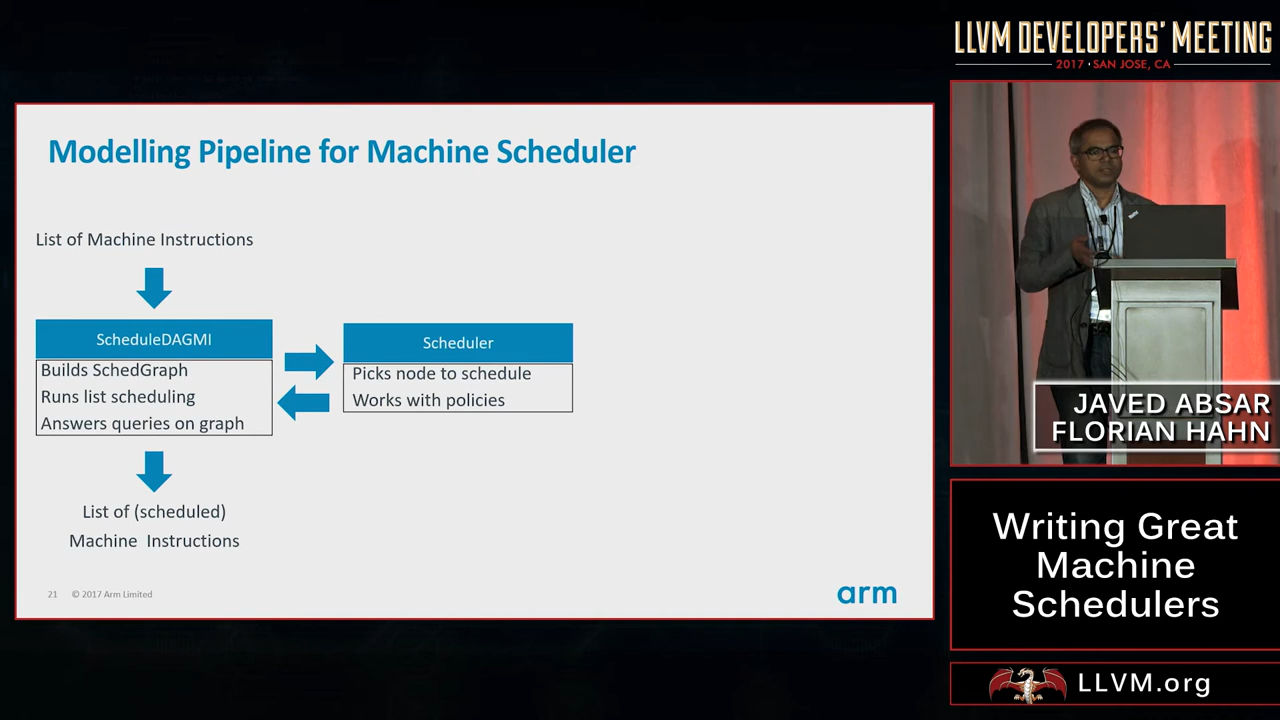 LLVM DEVELOPERS' MEETING
2017 • SAN JOSE, CA
Modelling Pipeline for Machine Scheduler
List of Machine Instructions
ScheduleDAGMI
Builds SchedGraph
Runs list scheduling
Answers queries on graph
Scheduler
Picks node to schedule
Works with policies
List of (scheduled)
Machine Instructions
21 © 2017 Arm Limited
arm
JAVED ABSAR
FLORIAN HAHN
Writing Great
Machine
Schedulers
LLVM.org